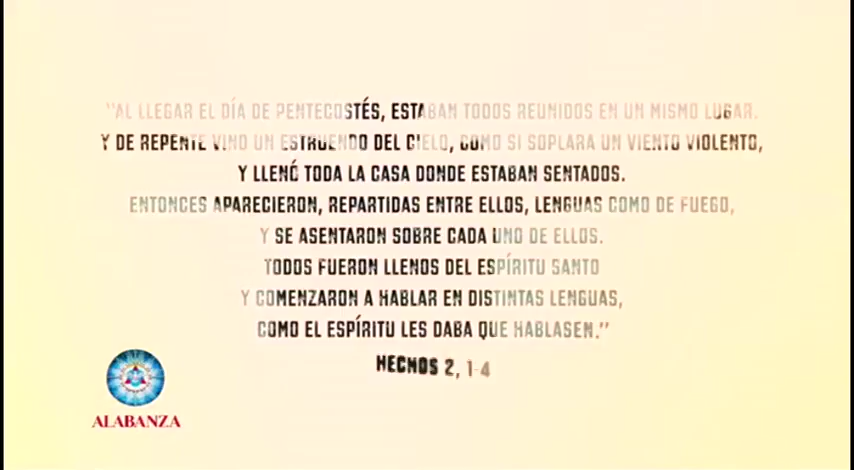 "AL LLEGAR EL DÍA DE PENTECOSTÉS, ESTABAN TODOS REUNIDOS EN UN MISMO LUGAR.
Y DE REPENTE VINO UN ESTRUENDO DEL CIELO, COMO SI SOPLARA UN VIENTO VIOLENTO,
Y LLENÓ TODA LA CASA DONDE ESTABAN SENTADOS.
ENTONCES APARECIERON, REPARTIDAS ENTRE ELLOS, LENGUAS COMO DE FUEGO,
Y SE ASENTARON SOBRE CADA UNO DE ELLOS.
TODOS FUERON LLENOS DEL ESPÍRITU SANTO
Y COMENZARON A HABLAR EN DISTINTAS LENGUAS,
COMO EL ESPÍRITU LES DABA QUE HABLASEN."
HECHOS 2, 1-4
ALABANZA